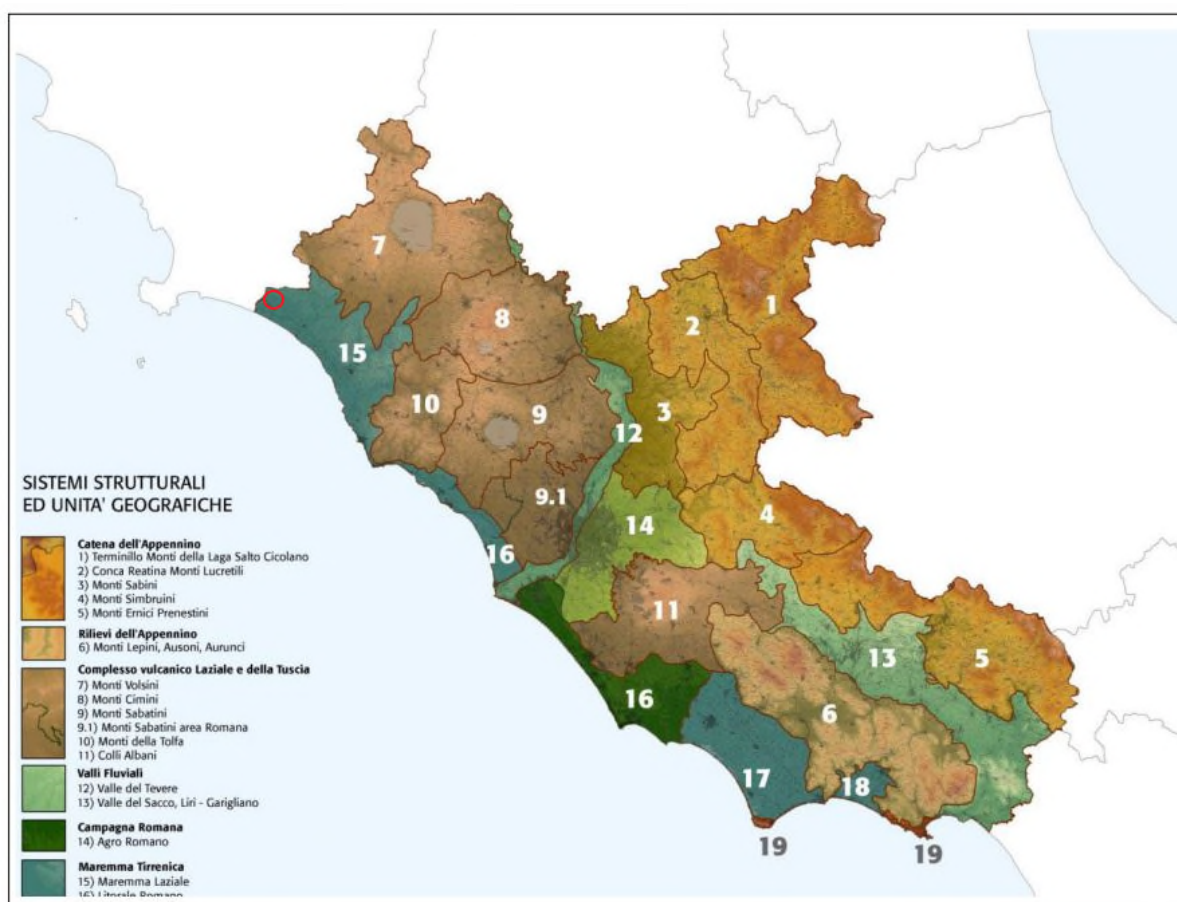 7
8
1
2
15
10
9
3
12
9.1
14
4
16
11
13
5
16
6
17
18
19
19
SISTEMI STRUTTURALI
ED UNITA' GEOGRAFICHE
Catena dell'Appennino
1) Terminillo Monti della Laga Salto Cicolano
2) Conca Reatina Monti Lucretili
3) Monti Sabini
4) Monti Simbruini
5) Monti Ernici Prenestini
Rilievi dell'Appennino
6) Monti Lepini, Ausoni, Aurunci
Complesso vulcanico Laziale e della Tuscia
7) Monti Volsini
8) Monti Cimini
9) Monti Sabatini
9.1) Monti Sabatini area Romana
10) Monti della Tolfa
11) Colli Albani
Valli Fluviali
12) Valle del Tevere
13) Valle del Sacco, Liri - Garigliano
Campagna Romana
14) Agro Romano
Maremma Tirrenica
15) Maremma Laziale
16) Litorale Romano